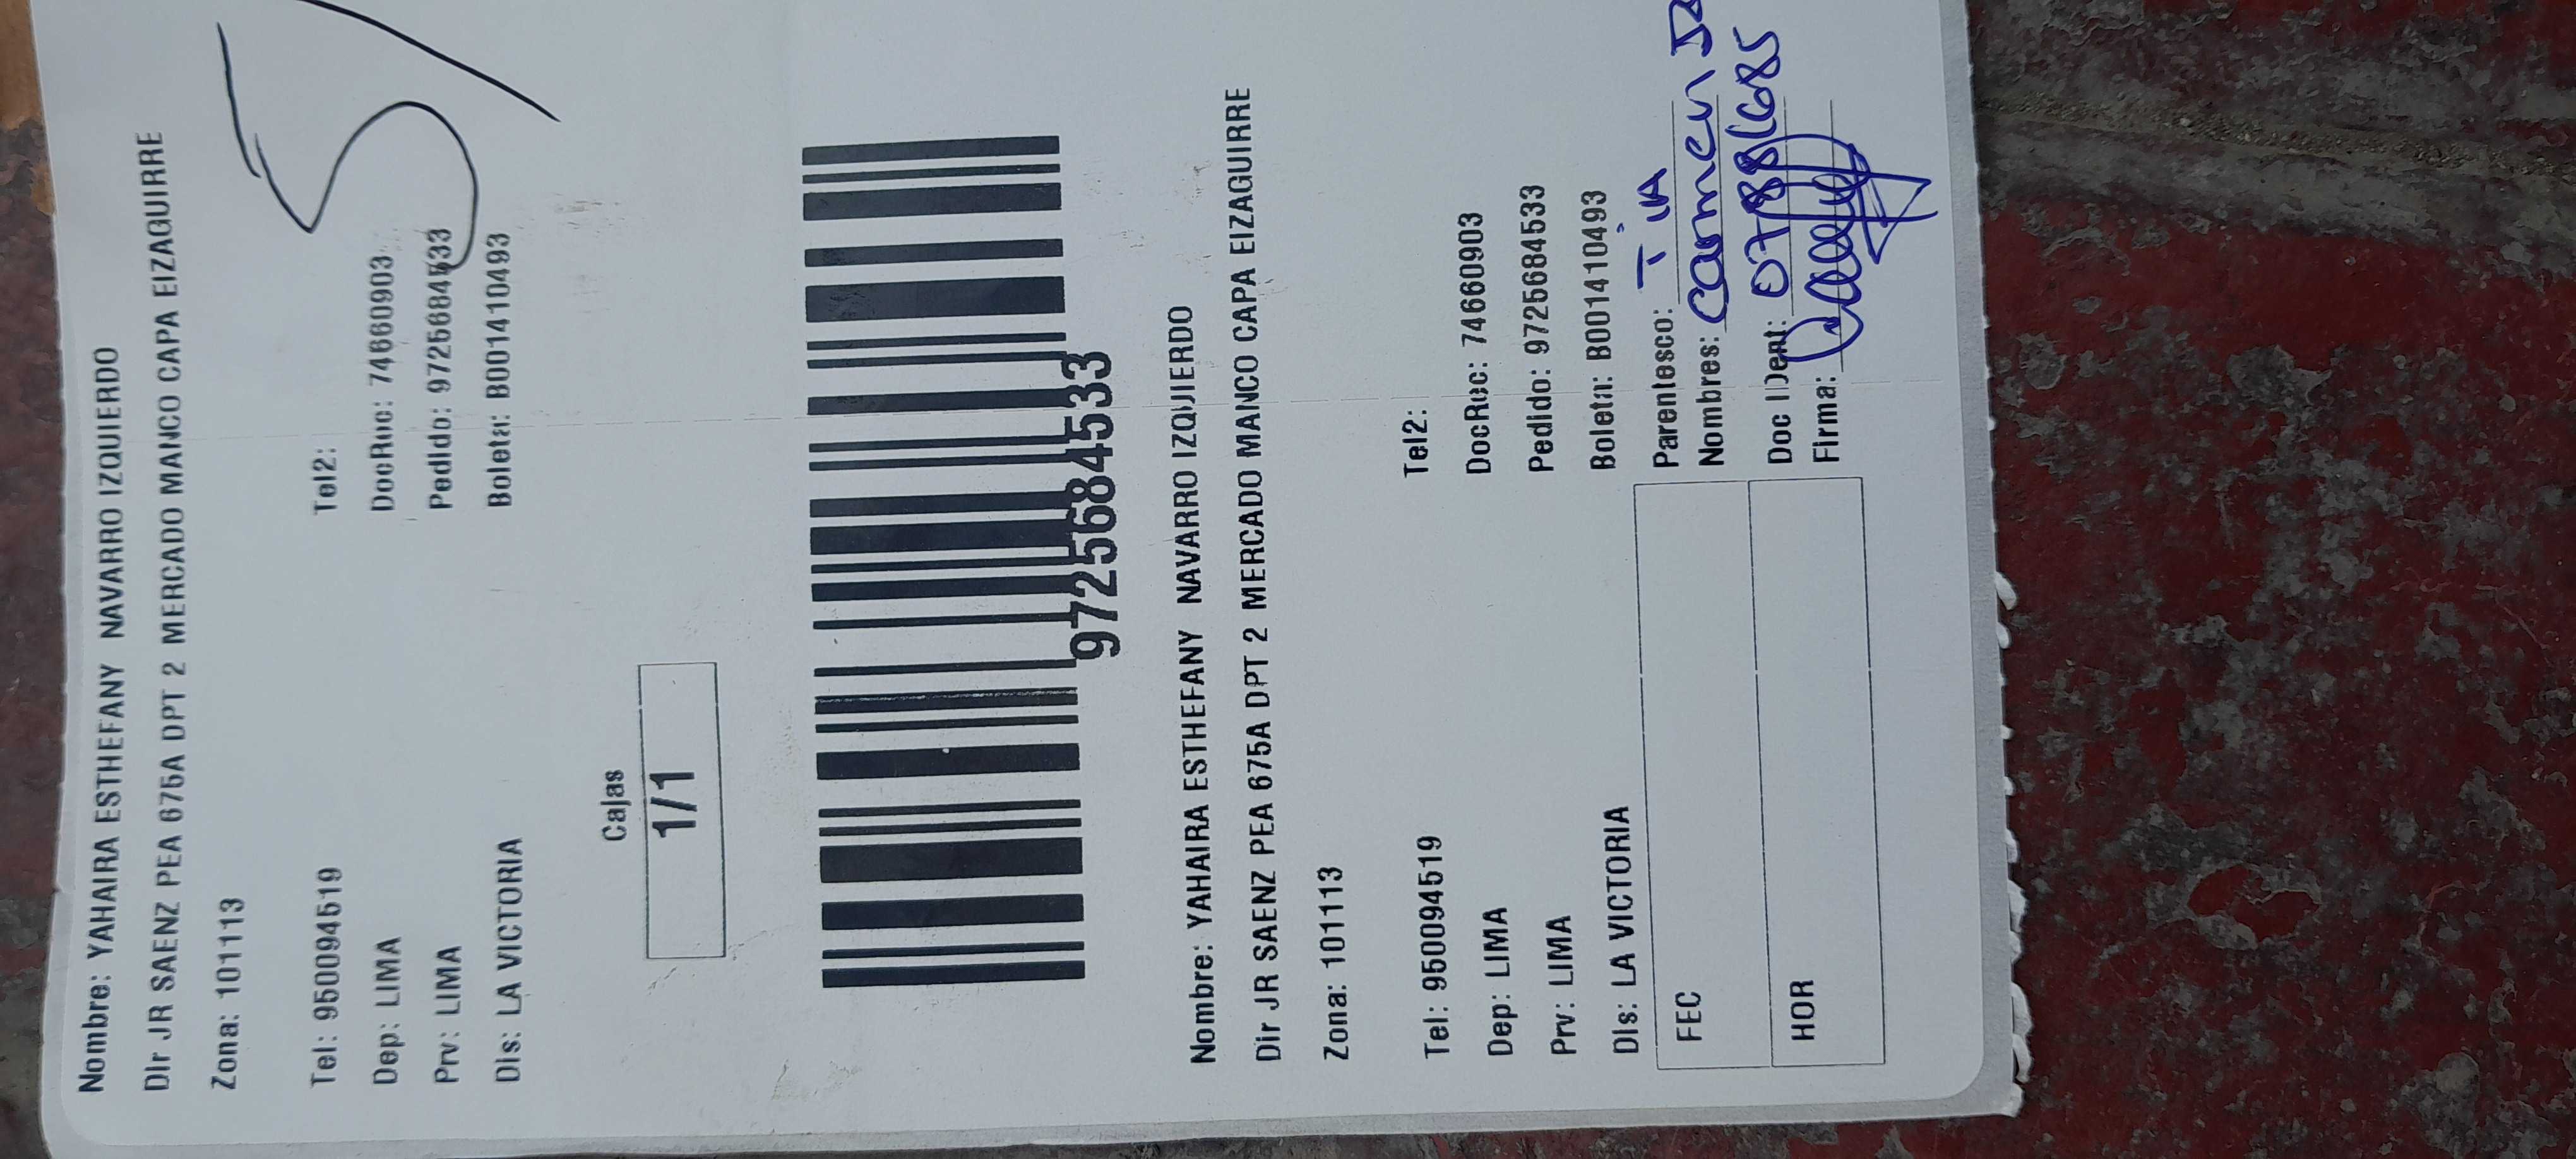 Nombre: YAHAIRA ESTHEFANY NAVARRO IZQUIERDO
Dir JR SAENZ PEA 675A DPT 2 MERCADO MANCO CAPA EIZAGUIRRE
Zona: 101113
Tel: 950094519 Tel2:
Dep: LIMA DocRec: 74660903
Prv: LIMA Pedido: 9725684533
Dis: LA VICTORIA Boleta: B001410493
Cajas
1/1
9725684533
Nombre: YAHAIRA ESTHEFANY NAVARRO IZQUIERDO
Dir JR SAENZ PEA 675A DPT 2 MERCADO MANCO CAPA EIZAGUIRRE
Zona: 101113
Tel: 950094519 Tel2:
Dep: LIMA DocRec: 74660903
Prv: LIMA Pedido: 9725684533
Dis: LA VICTORIA Boleta: B001410493
Parentesco: TIA
FEC Nombres: Carmen
Doc IDent:
HOR Firma: